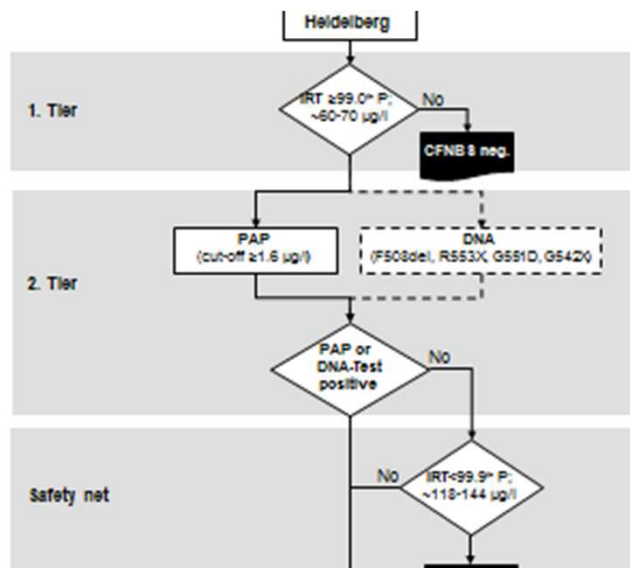 Heidelberg
1. Tier
IRT ≥99.0th P;
~60-70 µg/l
No
CFNBS neg.
2. Tier
PAP
(cut-off ≥1.6 µg/l)
DNA
(F508del, R553X, G551D, G542X)
PAP or
DNA-Test
positive
No
Safety net
No
IRT<99.9th P;
~118-144 µg/l